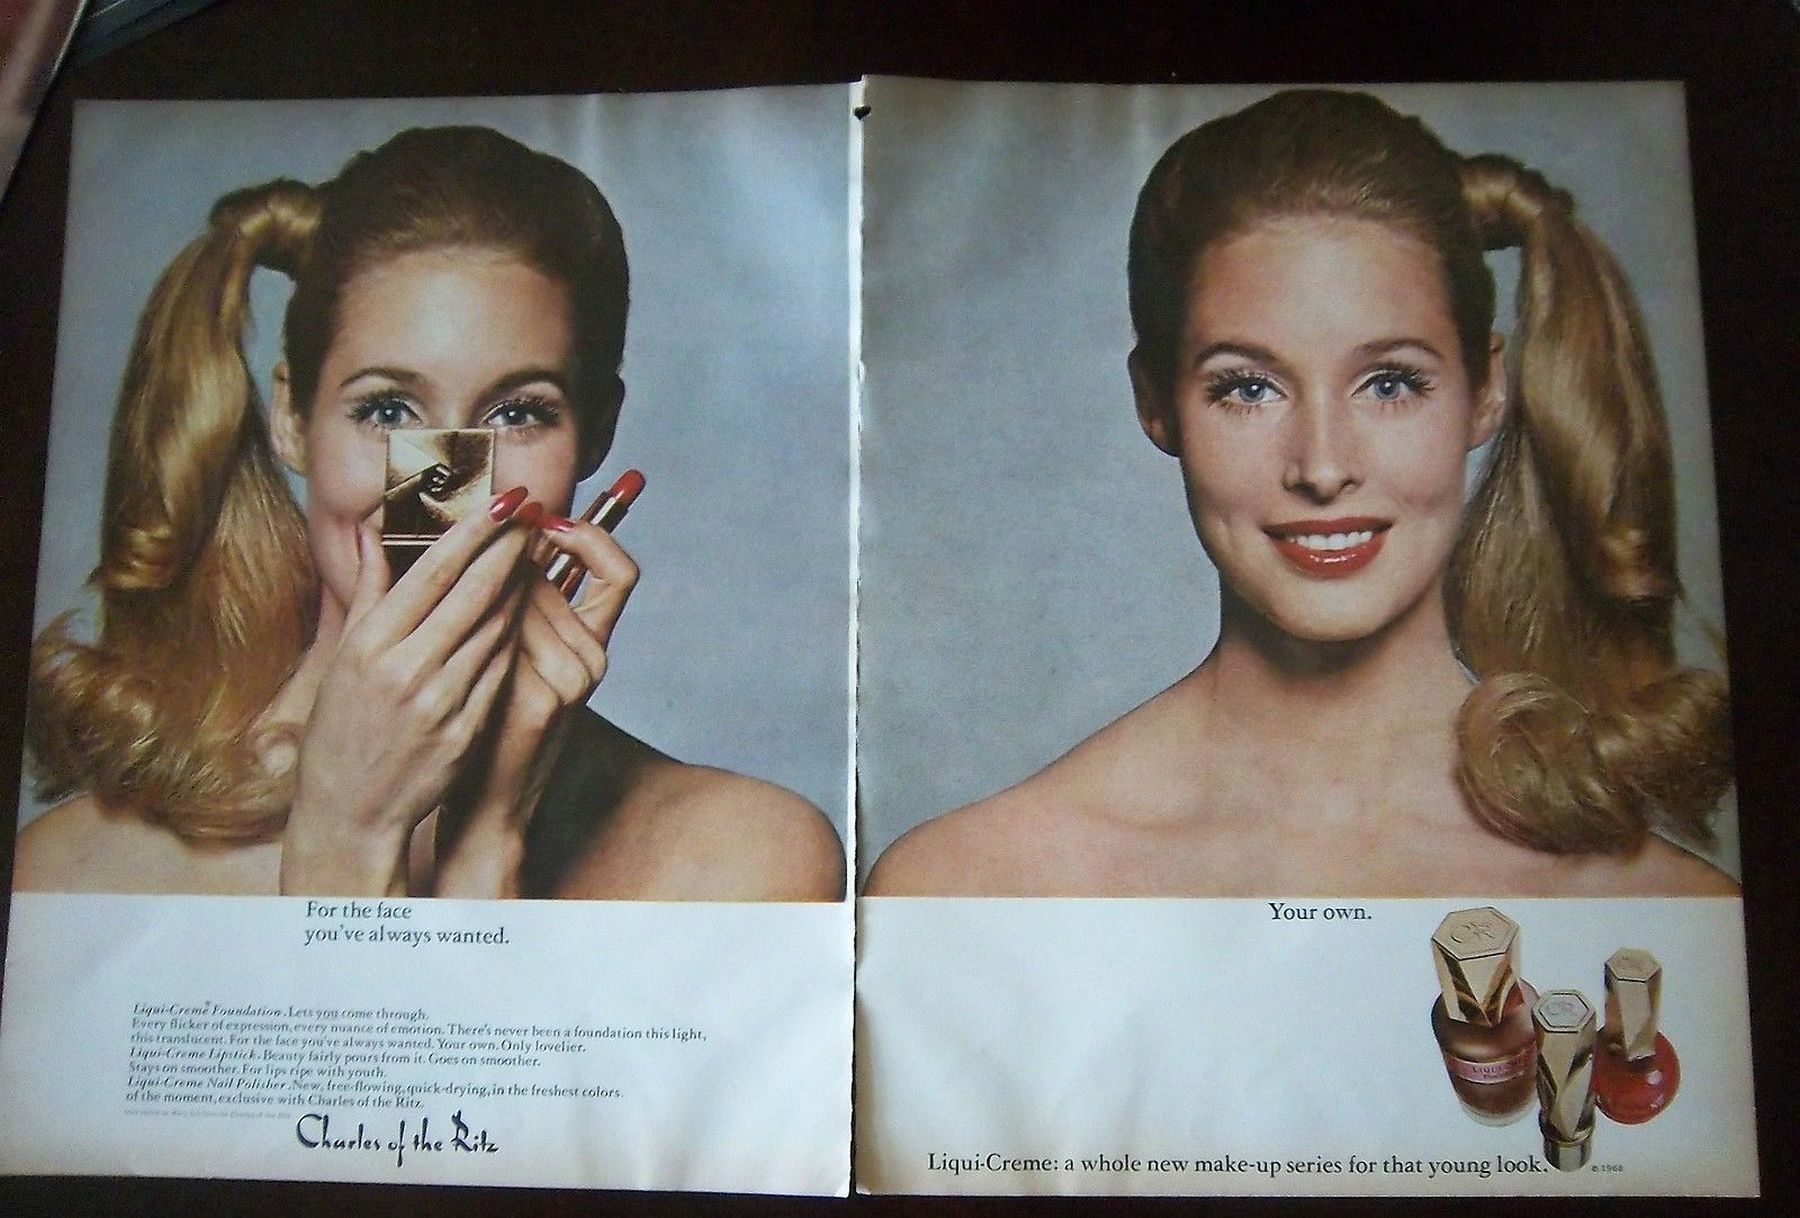 For the face
you've always wanted.
Liqui-Creme® Foundation. Lets you come through.
Every flicker of expression, every nuance of emotion. There's never been a foundation this light,
this translucent. For the face you've always wanted. Your own. Only lovelier.
Liqui-Creme Lipstick. Beauty fairly pours from it. Goes on smoother.
Stays on smoother. For lips ripe with youth.
Liqui-Creme Nail Polisher. New, free-flowing, quick-drying, in the freshest colors
of the moment, exclusive with Charles of the Ritz.
Charles of the Ritz
Your own.
CR
CR
Liqui-Creme: a whole new make-up series for that young look.
© 1968